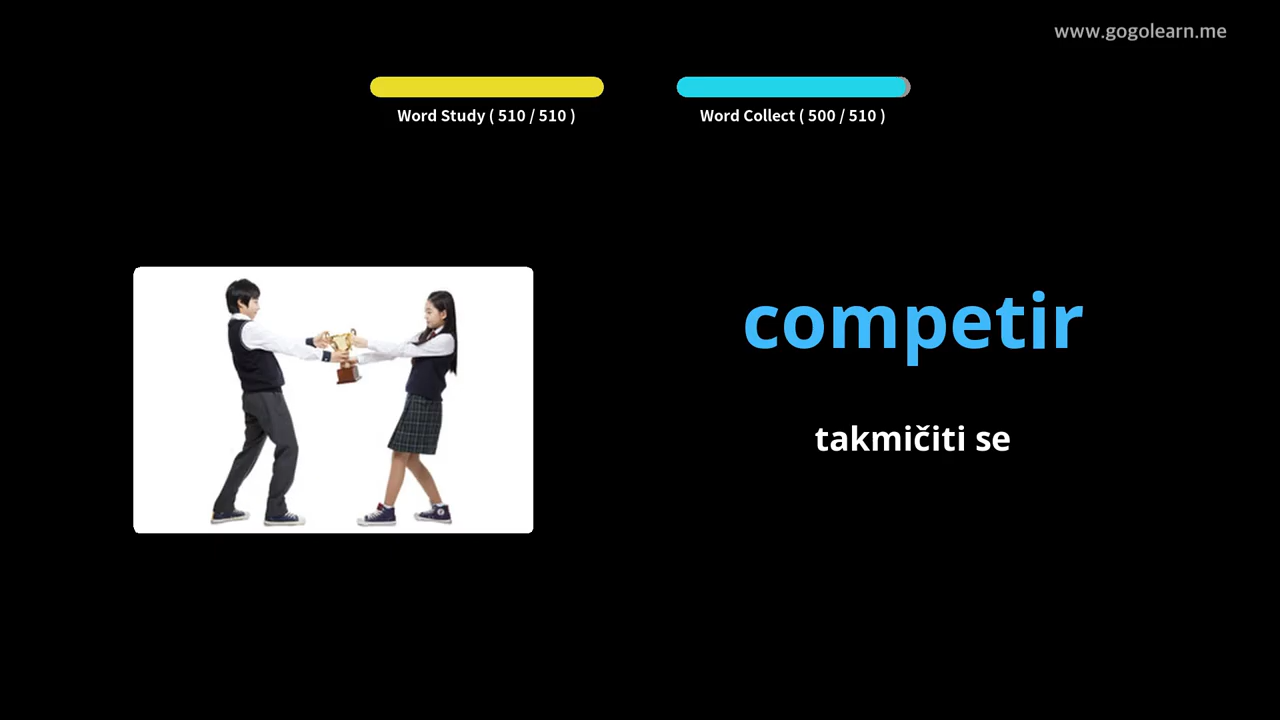 www.gogolearn.me
Word Study ( 510 / 510 )
Word Collect ( 500 / 510 )
competir
takmičiti se